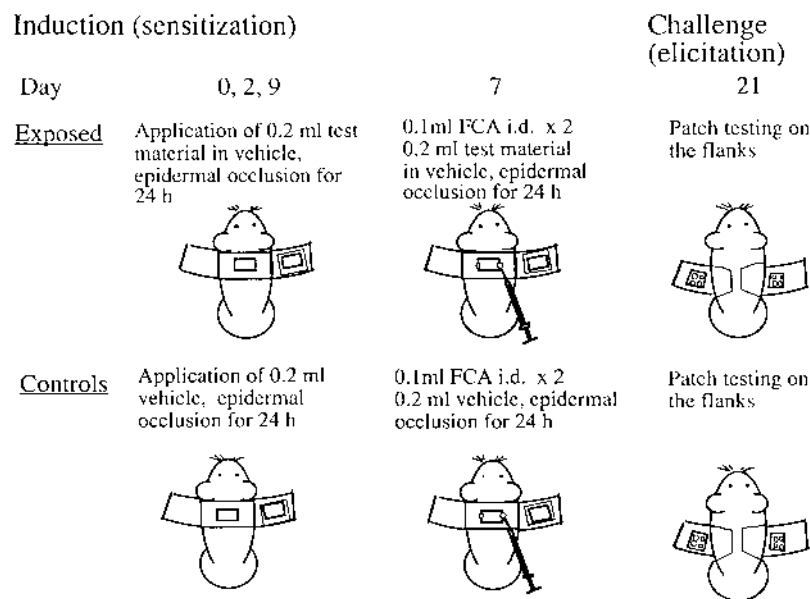 Induction (sensitization)
Challenge
(elicitation)
Day
0, 2, 9
7
21
Exposed
Application of 0.2 ml test
material in vehicle,
epidermal occlusion for
24 h
0.1ml FCA i.d. x 2
0.2 ml test material
in vehicle, epidermal
occlusion for 24 h
Patch testing on
the flanks
Controls
Application of 0.2 ml
vehicle, epidermal
occlusion for 24 h
0.1ml FCA i.d. x 2
0.2 ml vehicle, epidermal
occlusion for 24 h
Patch testing on
the flanks